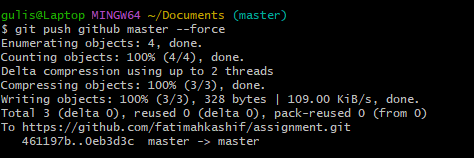 gulis@Laptop MINGW64 ~/Documents (master)
$ git push github master --force
Enumerating objects: 4, done.
Counting objects: 100% (4/4), done.
Delta compression using up to 2 threads
Compressing objects: 100% (3/3), done.
Writing objects: 100% (3/3), 328 bytes | 109.00 KiB/s, done.
Total 3 (delta 0), reused 0 (delta 0), pack-reused 0 (from 0)
To https://github.com/fatimahkashif/assignment.git
   461197b..0eb3d3c  master -> master